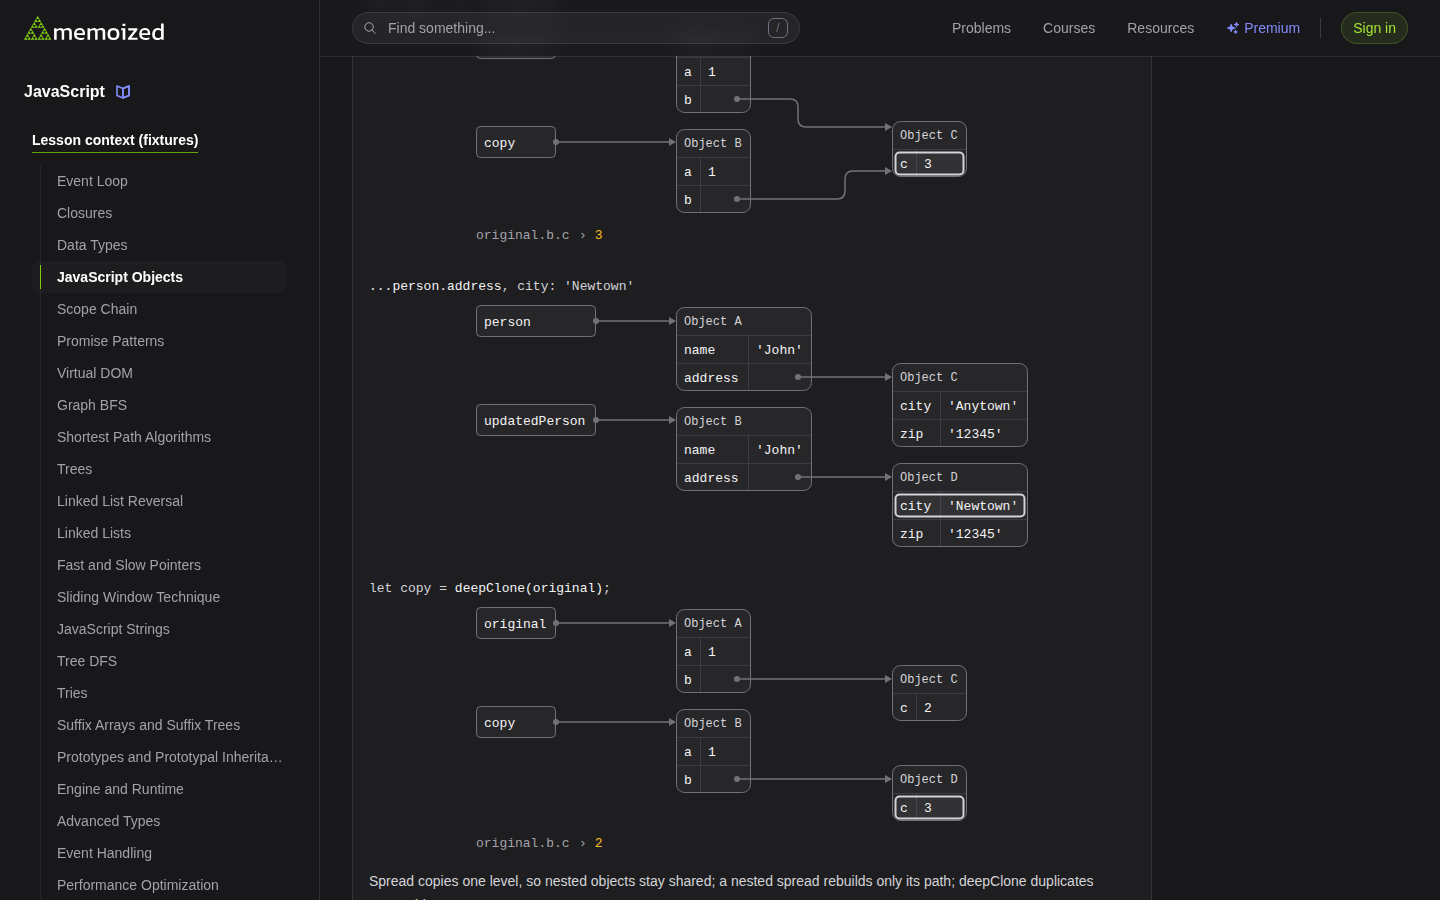 memoized
Find something...
/
Problems
Courses
Resources
Premium
Sign in
JavaScript
Lesson context (fixtures)
Event Loop
Closures
Data Types
JavaScript Objects
Scope Chain
Promise Patterns
Virtual DOM
Graph BFS
Shortest Path Algorithms
Trees
Linked List Reversal
Linked Lists
Fast and Slow Pointers
Sliding Window Technique
JavaScript Strings
Tree DFS
Tries
Suffix Arrays and Suffix Trees
Prototypes and Prototypal Inherita…
Engine and Runtime
Advanced Types
Event Handling
Performance Optimization
a 1
b
copy
Object B
a 1
b
Object C
c 3
original.b.c › 3
...person.address, city: 'Newtown'
person
Object A
name 'John'
address
Object C
city 'Anytown'
zip '12345'
updatedPerson
Object B
name 'John'
address
Object D
city 'Newtown'
zip '12345'
let copy = deepClone(original);
original
Object A
a 1
b
Object C
c 2
copy
Object B
a 1
b
Object D
c 3
original.b.c › 2
Spread copies one level, so nested objects stay shared; a nested spread rebuilds only its path; deepClone duplicates